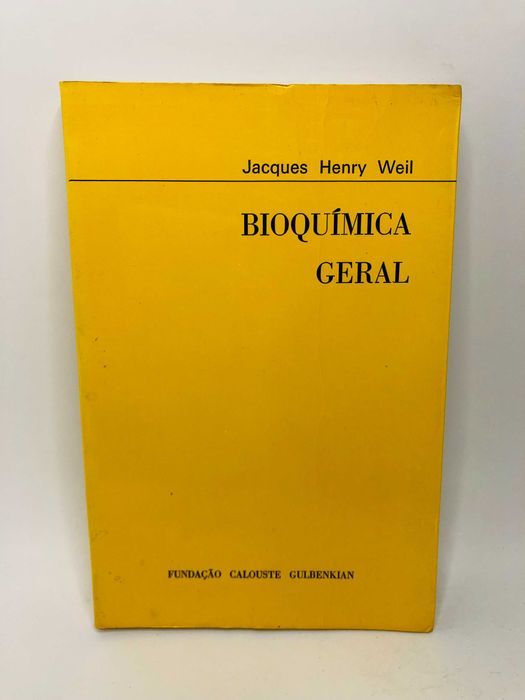 Jacques Henry Weil
BIOQUÍMICA
GERAL
FUNDAÇÃO CALOUSTE GULBENKIAN